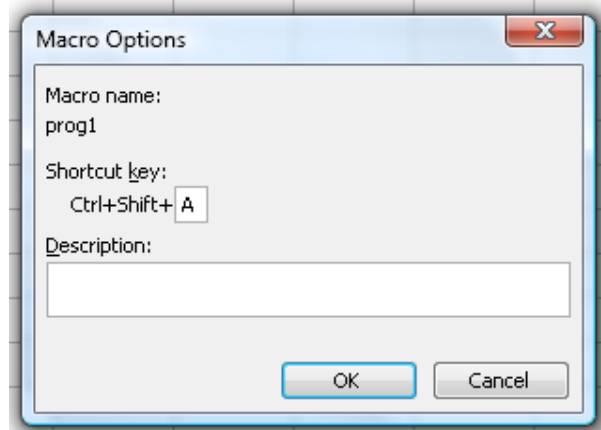 Macro Options
Macro name:
prog1
Shortcut key:
Ctrl+Shift+ A
Description:
OK Cancel